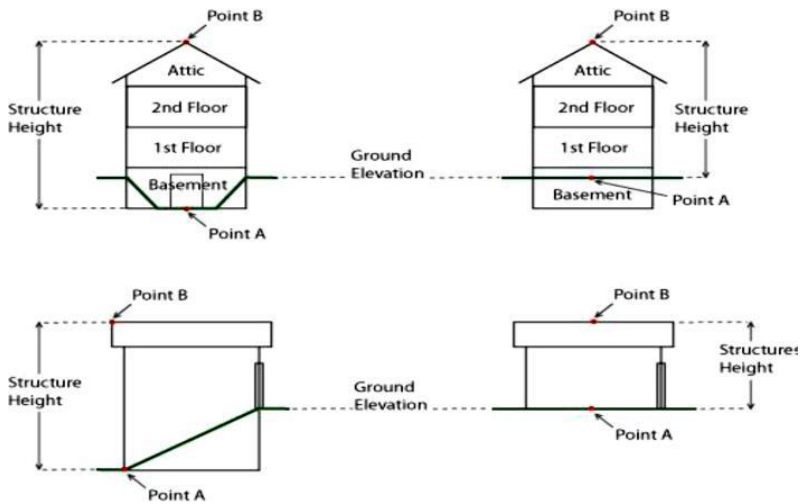 Point B
Attic
2nd Floor
1st Floor
Basement
Structure
Height
Point A
Ground
Elevation
Point B
Attic
2nd Floor
1st Floor
Basement
Structure
Height
Point A
Point B
Structure
Height
Point A
Ground
Elevation
Point B
Structures
Height
Point A